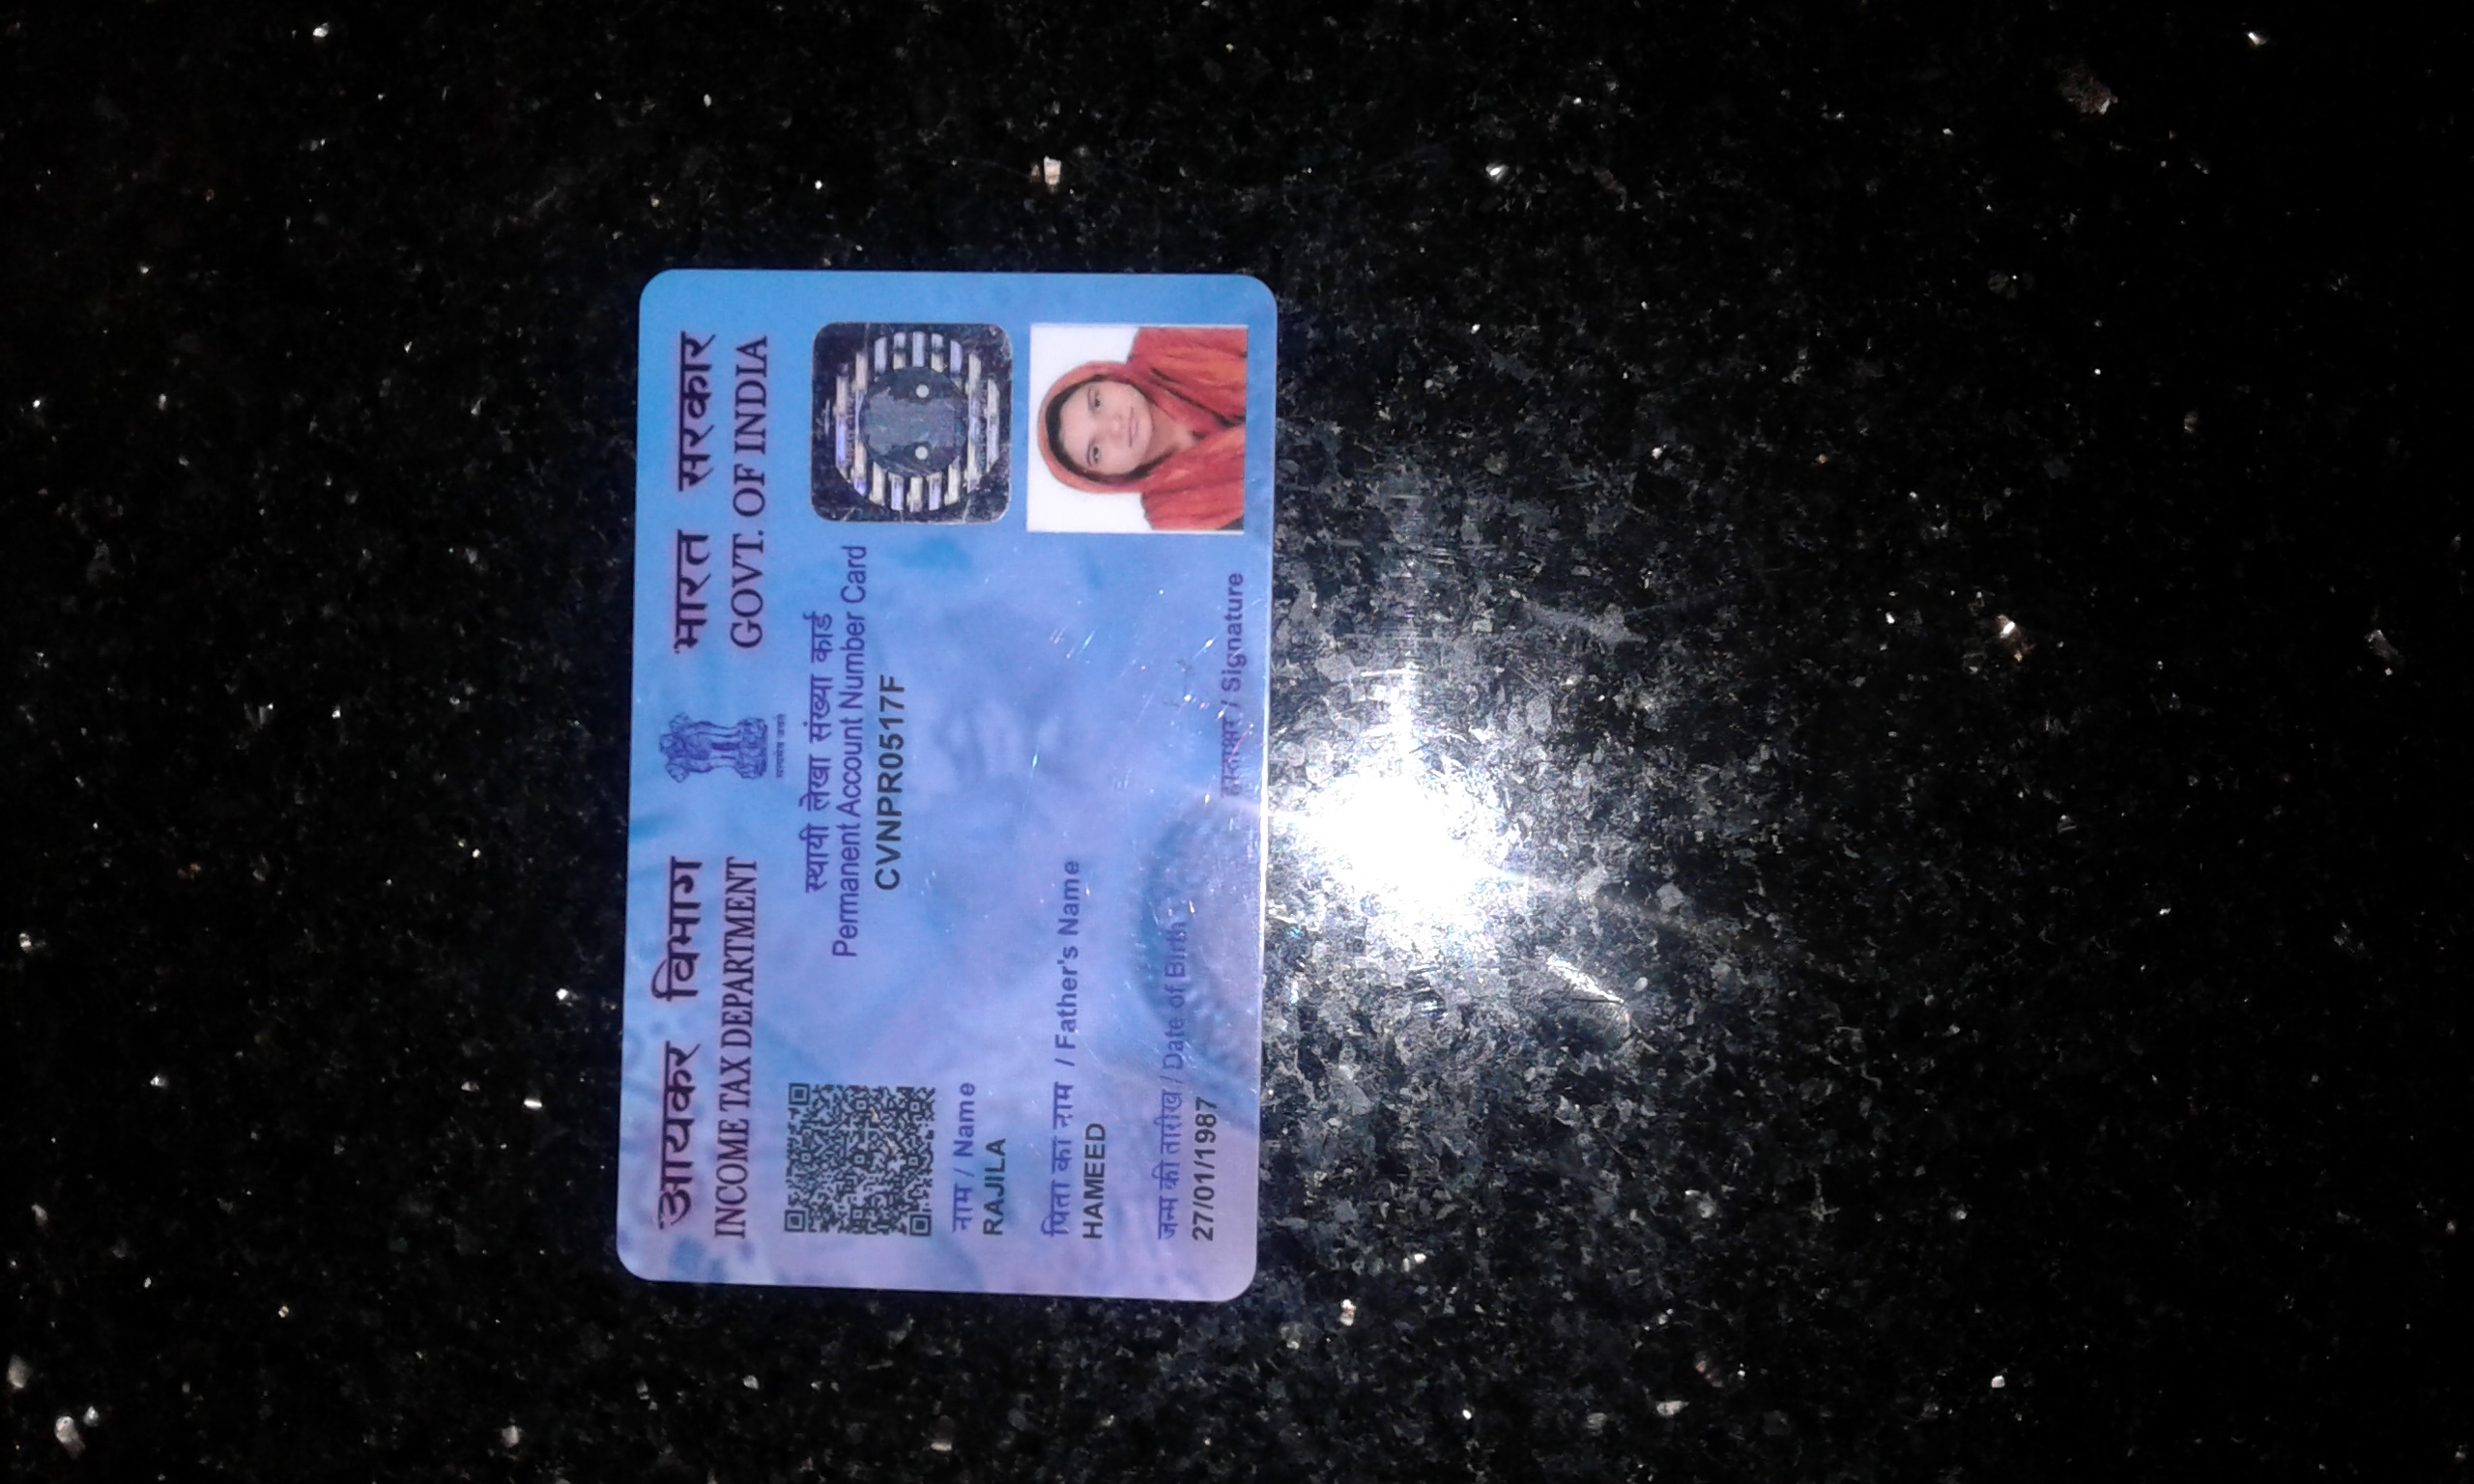 आयकर विभाग
INCOME TAX DEPARTMENT
सत्यमेव जयते
भारत सरकार
GOVT. OF INDIA
स्थायी लेखा संख्या कार्ड
Permanent Account Number Card
CVNPR0517F
नाम / Name
RAJILA
पिता का नाम / Father's Name
HAMEED
जन्म की तारीख / Date of Birth
27/01/1987
हस्ताक्षर / Signature